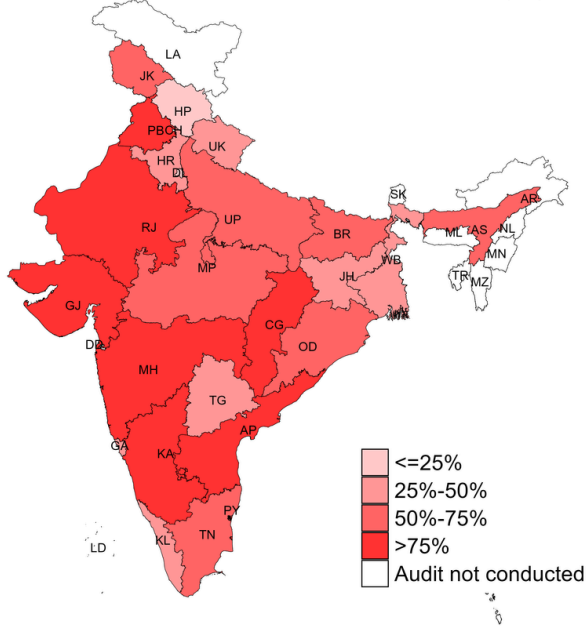 LA
JK
HP
PBCH
UK
HR
DL
SK
AR
RJ
UP
BR
ML
AS
NL
MN
WB
MP
JH
TR
MZ
GJ
CG
DD
OD
MH
TG
GA
AP
KA
<=25%
25%-50%
PY
50%-75%
TN
KL
LD
>75%
Audit not conducted